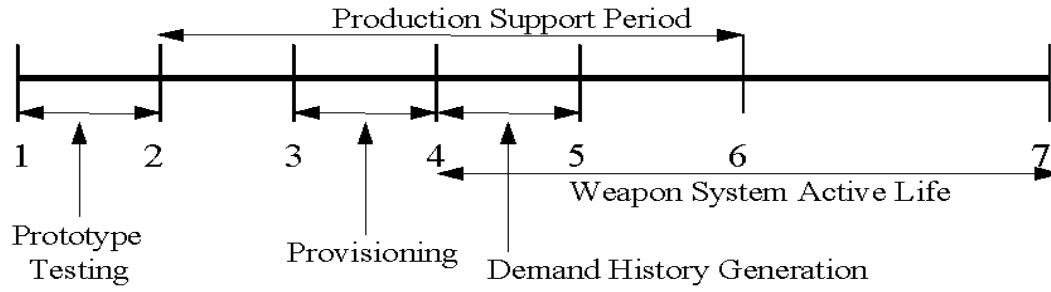 Production Support Period
1 2 3 4 5 6 7
Weapon System Active Life
Prototype
Testing
Provisioning
Demand History Generation